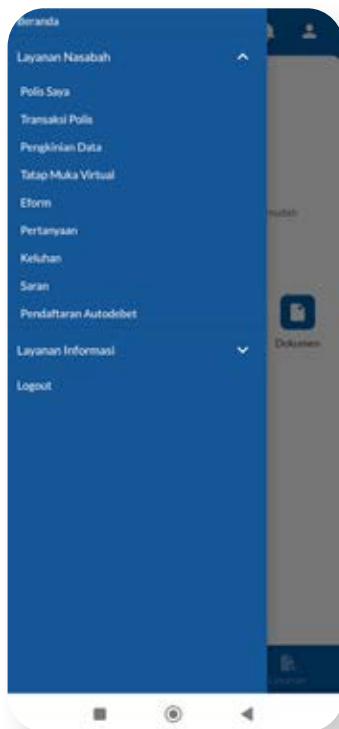 Beranda
Layanan Nasabah
Polis Saya
Transaksi Polis
Pengkinian Data
Tatap Muka Virtual
Eform
Pertanyaan
Keluhan
Saran
Pendaftaran Autodebet
Layanan Informasi
Logout
mudah
Dokumen